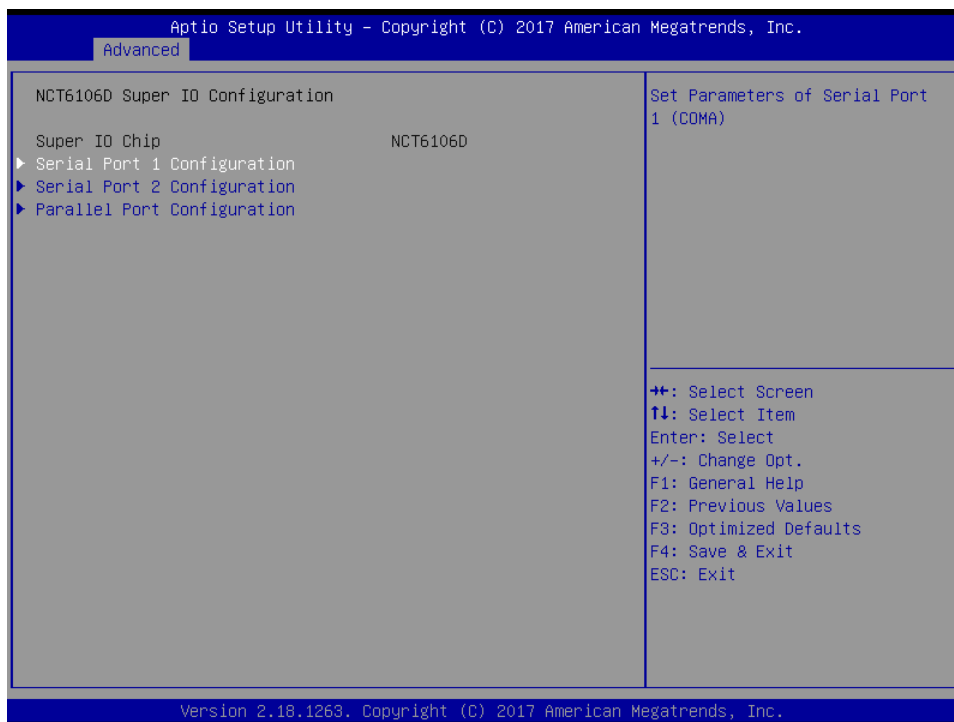 Aptio Setup Utility – Copyright (C) 2017 American Megatrends, Inc.
Advanced
NCT6106D Super IO Configuration
Super IO Chip NCT6106D
▶ Serial Port 1 Configuration
▶ Serial Port 2 Configuration
▶ Parallel Port Configuration
Set Parameters of Serial Port
1 (COMA)
→←: Select Screen
↑↓: Select Item
Enter: Select
+/-: Change Opt.
F1: General Help
F2: Previous Values
F3: Optimized Defaults
F4: Save & Exit
ESC: Exit
Version 2.18.1263. Copyright (C) 2017 American Megatrends, Inc.